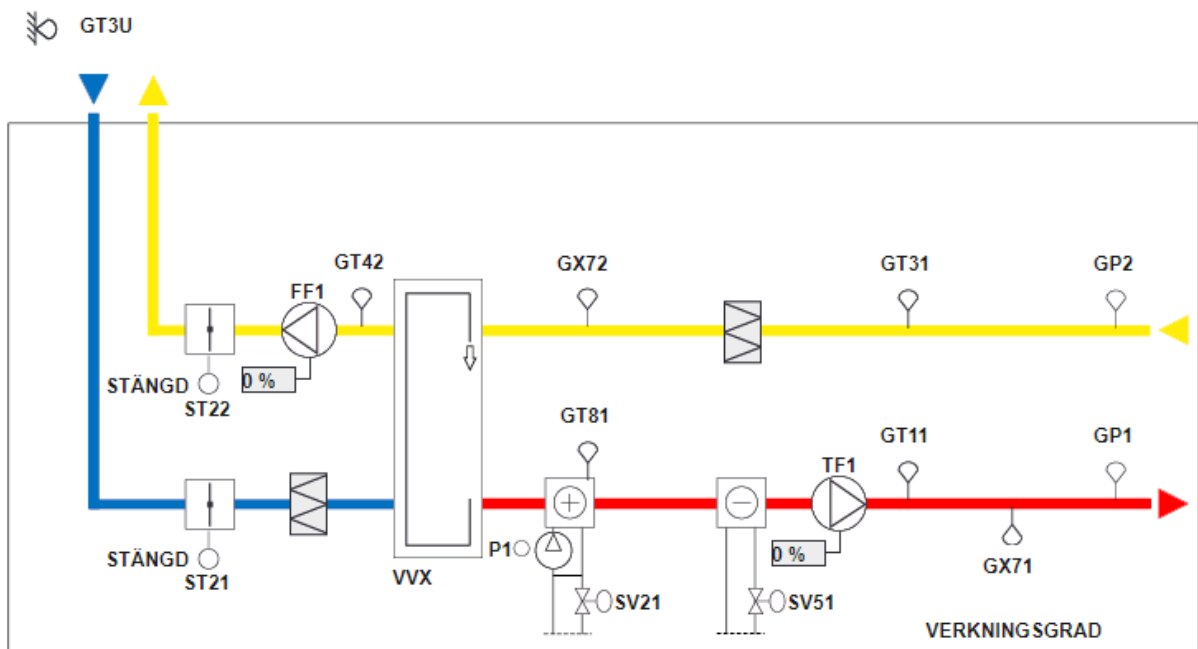 GT3U
GT42
GX72
GT31
GP2
FF1
STÄNGD
0 %
ST22
GT81
GT11
GP1
TF1
STÄNGD
ST21
VVX
P1
0 %
GX71
SV21
SV51
VERKNINGSGRAD